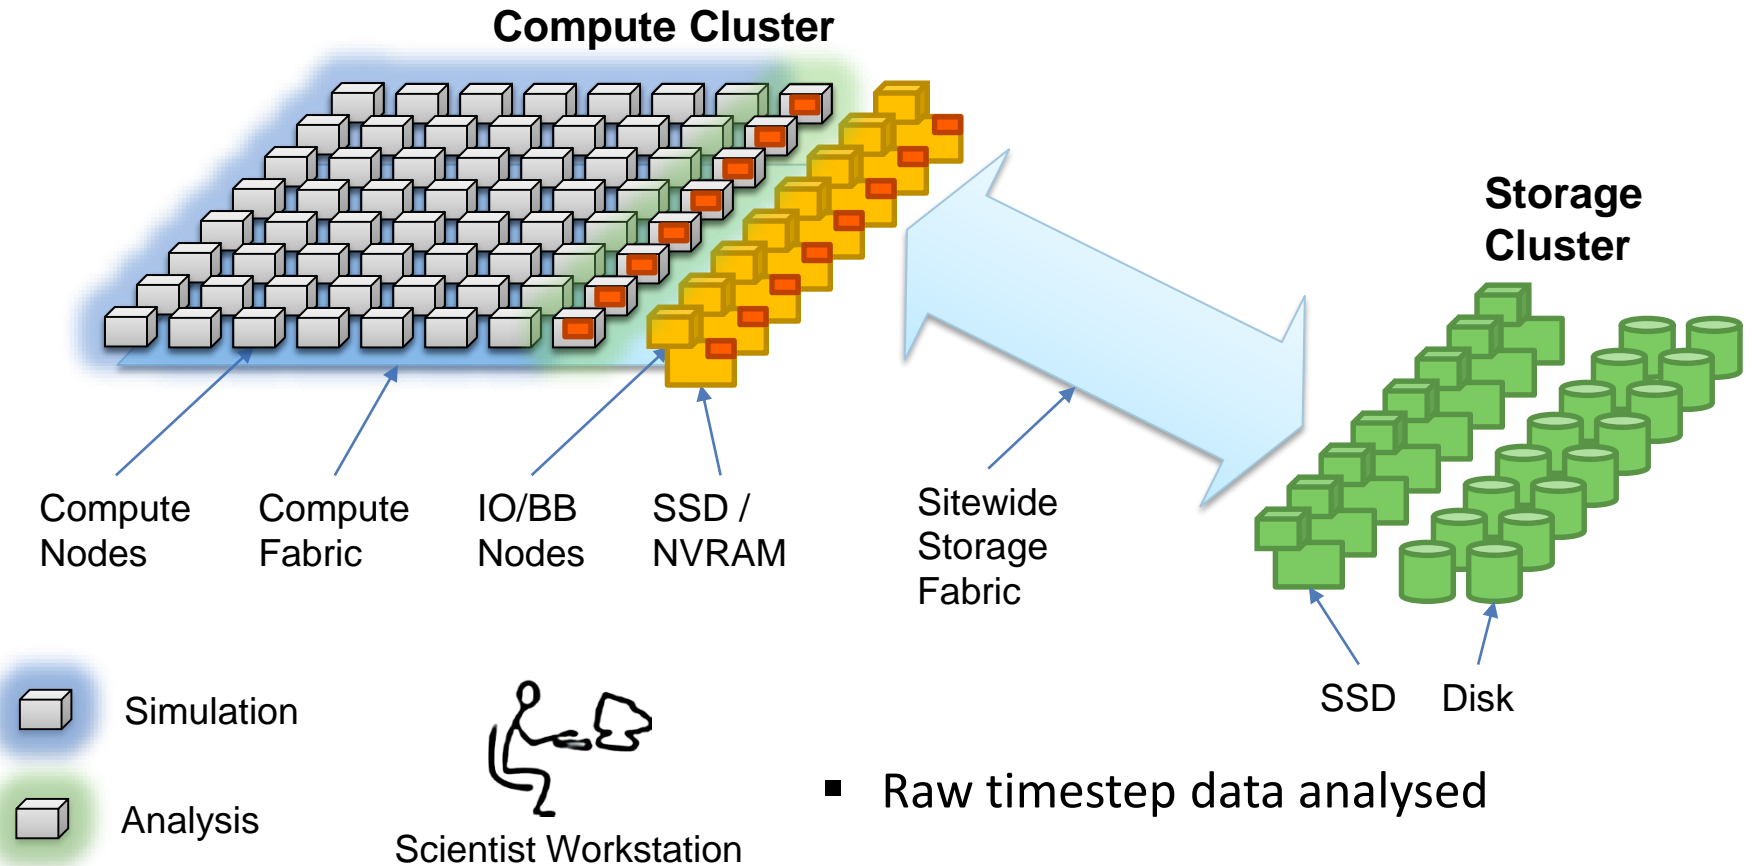 Compute Cluster
Storage
Cluster
Compute
Nodes
Compute
Fabric
IO/BB
Nodes
SSD /
NVRAM
Sitewide
Storage
Fabric
SSD
Disk
Simulation
Analysis
Scientist Workstation
▪ Raw timestep data analysed